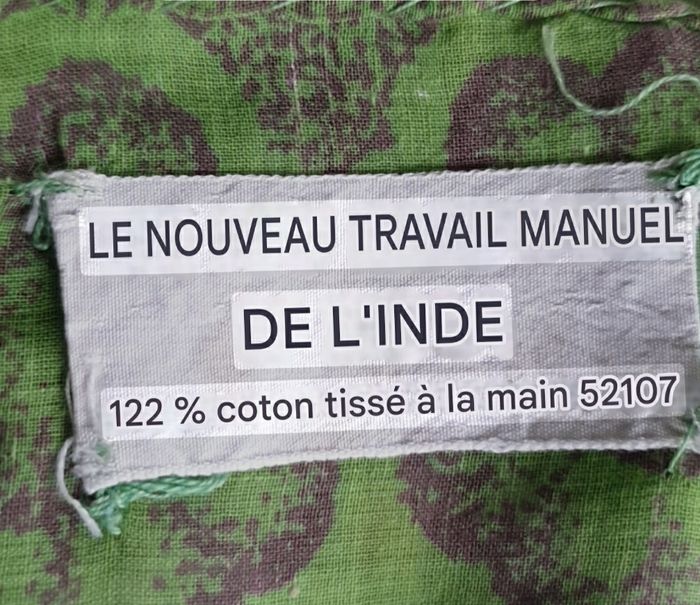 LE NOUVEAU TRAVAIL MANUEL
DE L'INDE
122 % coton tissé à la main 52107